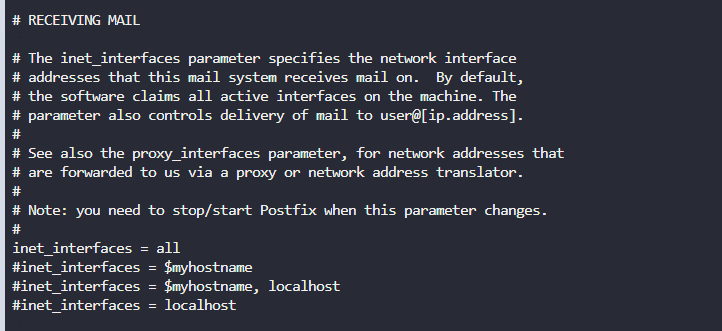 # RECEIVING MAIL

# The inet_interfaces parameter specifies the network interface
# addresses that this mail system receives mail on.  By default,
# the software claims all active interfaces on the machine. The
# parameter also controls delivery of mail to user@[ip.address].
#
# See also the proxy_interfaces parameter, for network addresses that
# are forwarded to us via a proxy or network address translator.
#
# Note: you need to stop/start Postfix when this parameter changes.
#
inet_interfaces = all
#inet_interfaces = $myhostname
#inet_interfaces = $myhostname, localhost
#inet_interfaces = localhost